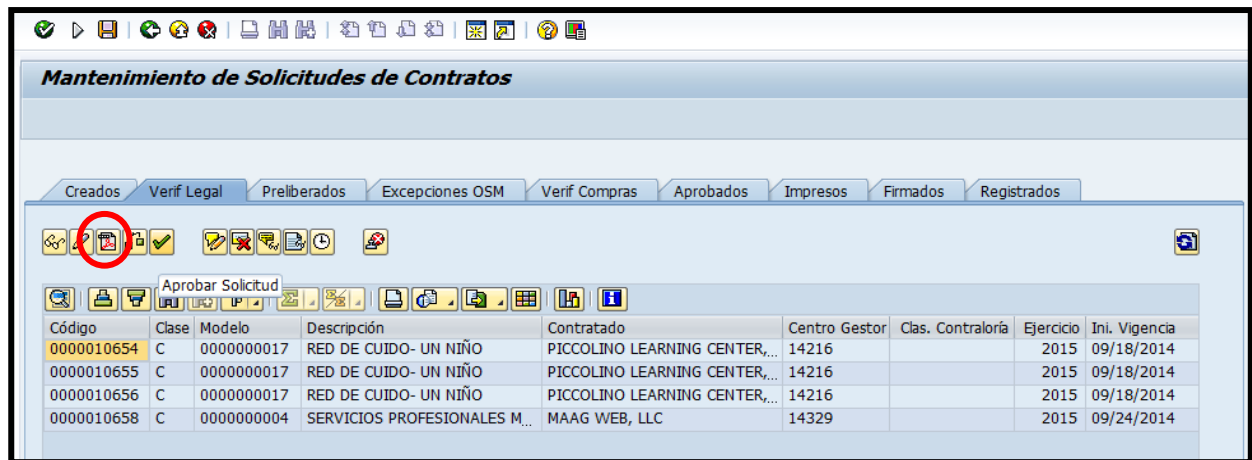 Mantenimiento de Solicitudes de Contratos
Creados Verif Legal Preliberados Excepciones OSM Verif Compras Aprobados Impresos Firmados Registrados
Aprobar Solicitud
Código Clase Modelo Descripción Contratado Centro Gestor Clas. Contraloría Ejercicio Ini. Vigencia
0000010654 C 0000000017 RED DE CUIDO- UN NIÑO PICCOLINO LEARNING CENTER,... 14216 2015 09/18/2014
0000010655 C 0000000017 RED DE CUIDO- UN NIÑO PICCOLINO LEARNING CENTER,... 14216 2015 09/18/2014
0000010656 C 0000000017 RED DE CUIDO- UN NIÑO PICCOLINO LEARNING CENTER,... 14216 2015 09/18/2014
0000010658 C 0000000004 SERVICIOS PROFESIONALES M... MAAG WEB, LLC 14329 2015 09/24/2014